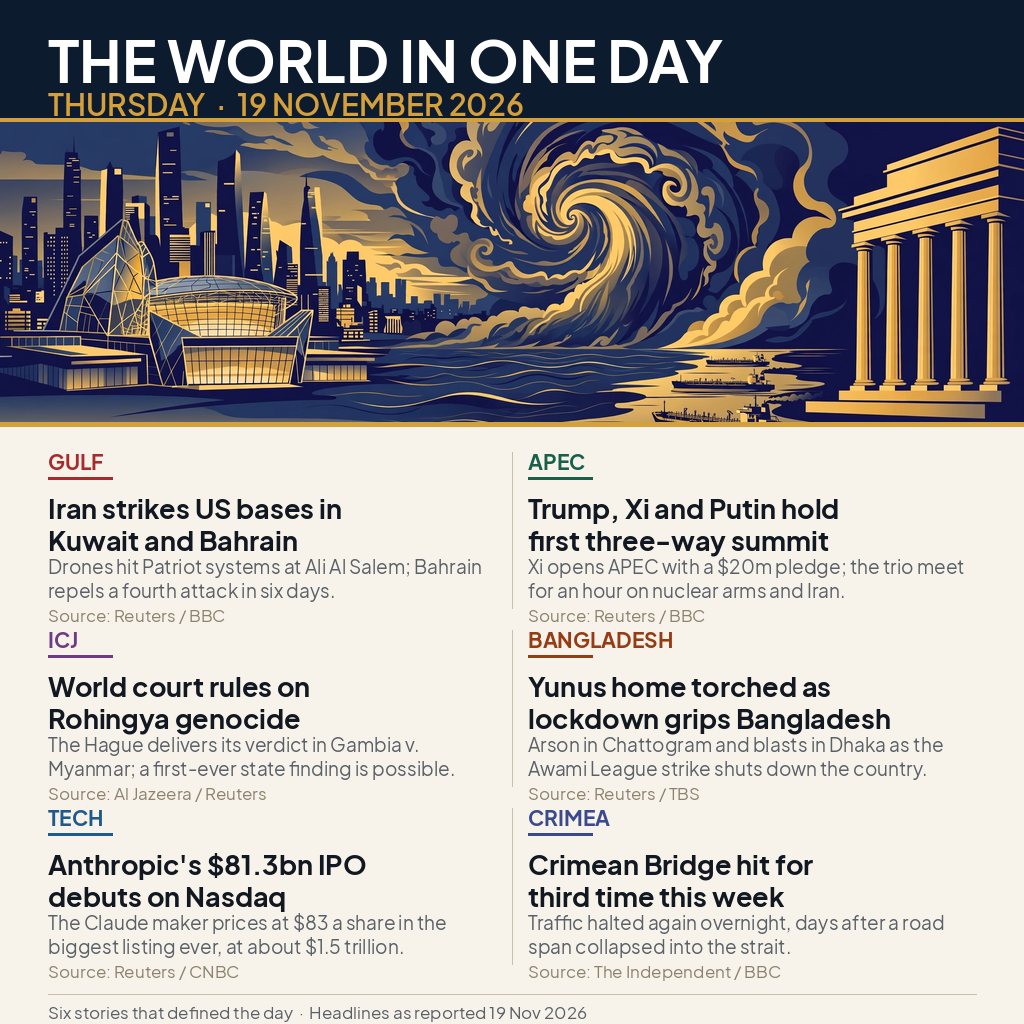 THE WORLD IN ONE DAY
THURSDAY · 19 NOVEMBER 2026
GULF
Iran strikes US bases in
Kuwait and Bahrain
Drones hit Patriot systems at Ali Al Salem; Bahrain
repels a fourth attack in six days.
Source: Reuters / BBC
APEC
Trump, Xi and Putin hold
first three-way summit
Xi opens APEC with a $20m pledge; the trio meet
for an hour on nuclear arms and Iran.
Source: Reuters / BBC
ICJ
World court rules on
Rohingya genocide
The Hague delivers its verdict in Gambia v.
Myanmar; a first-ever state finding is possible.
Source: Al Jazeera / Reuters
BANGLADESH
Yunus home torched as
lockdown grips Bangladesh
Arson in Chattogram and blasts in Dhaka as the
Awami League strike shuts down the country.
Source: Reuters / TBS
TECH
Anthropic's $81.3bn IPO
debuts on Nasdaq
The Claude maker prices at $83 a share in the
biggest listing ever, at about $1.5 trillion.
Source: Reuters / CNBC
CRIMEA
Crimean Bridge hit for
third time this week
Traffic halted again overnight, days after a road
span collapsed into the strait.
Source: The Independent / BBC
Six stories that defined the day · Headlines as reported 19 Nov 2026